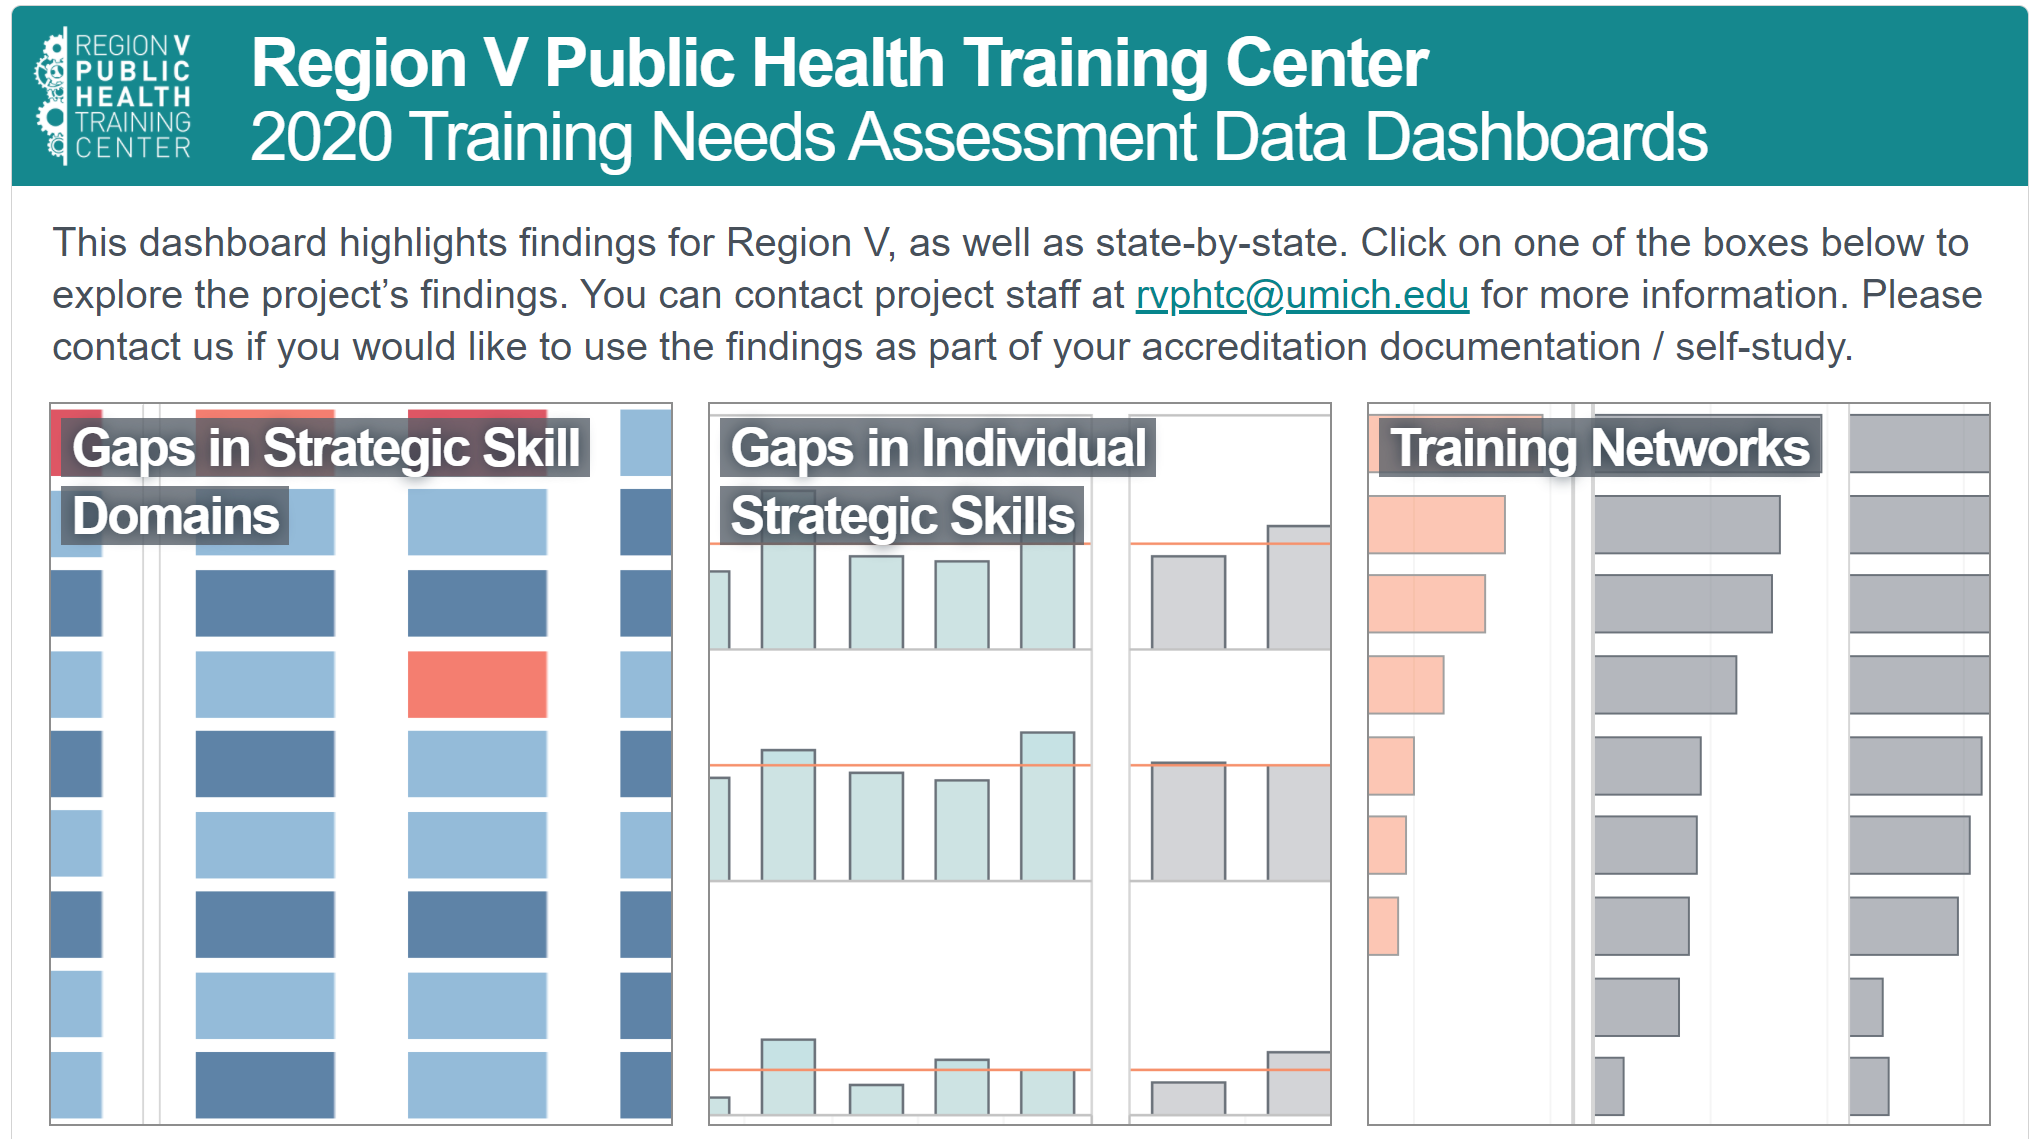 REGION V
PUBLIC
HEALTH
TRAINING
CENTER
Region V Public Health Training Center
2020 Training Needs Assessment Data Dashboards
This dashboard highlights findings for Region V, as well as state-by-state. Click on one of the boxes below to
explore the project’s findings. You can contact project staff at rvphtc@umich.edu for more information. Please
contact us if you would like to use the findings as part of your accreditation documentation / self-study.
Gaps in Strategic Skill
Domains
Gaps in Individual
Strategic Skills
Training Networks